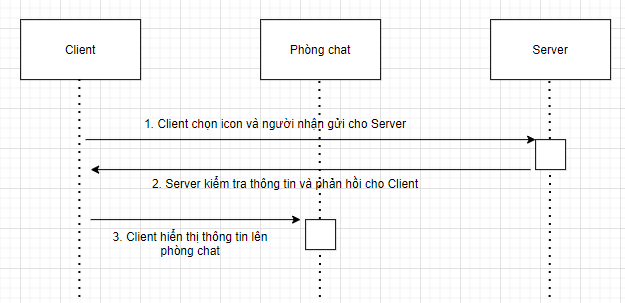 Client
Phòng chat
Server
1. Client chọn icon và người nhận gửi cho Server
2. Server kiểm tra thông tin và phản hồi cho Client
3. Client hiển thị thông tin lên
phòng chat